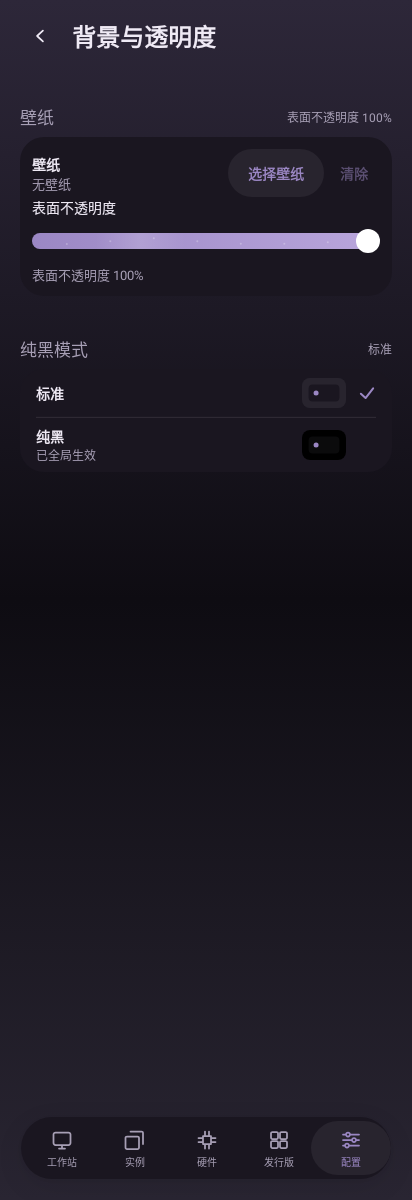 背景与透明度
壁纸
表面不透明度 100%
壁纸
无壁纸
选择壁纸
清除
表面不透明度
表面不透明度 100%
纯黑模式
标准
标准
纯黑
已全局生效
工作站
实例
硬件
发行版
配置